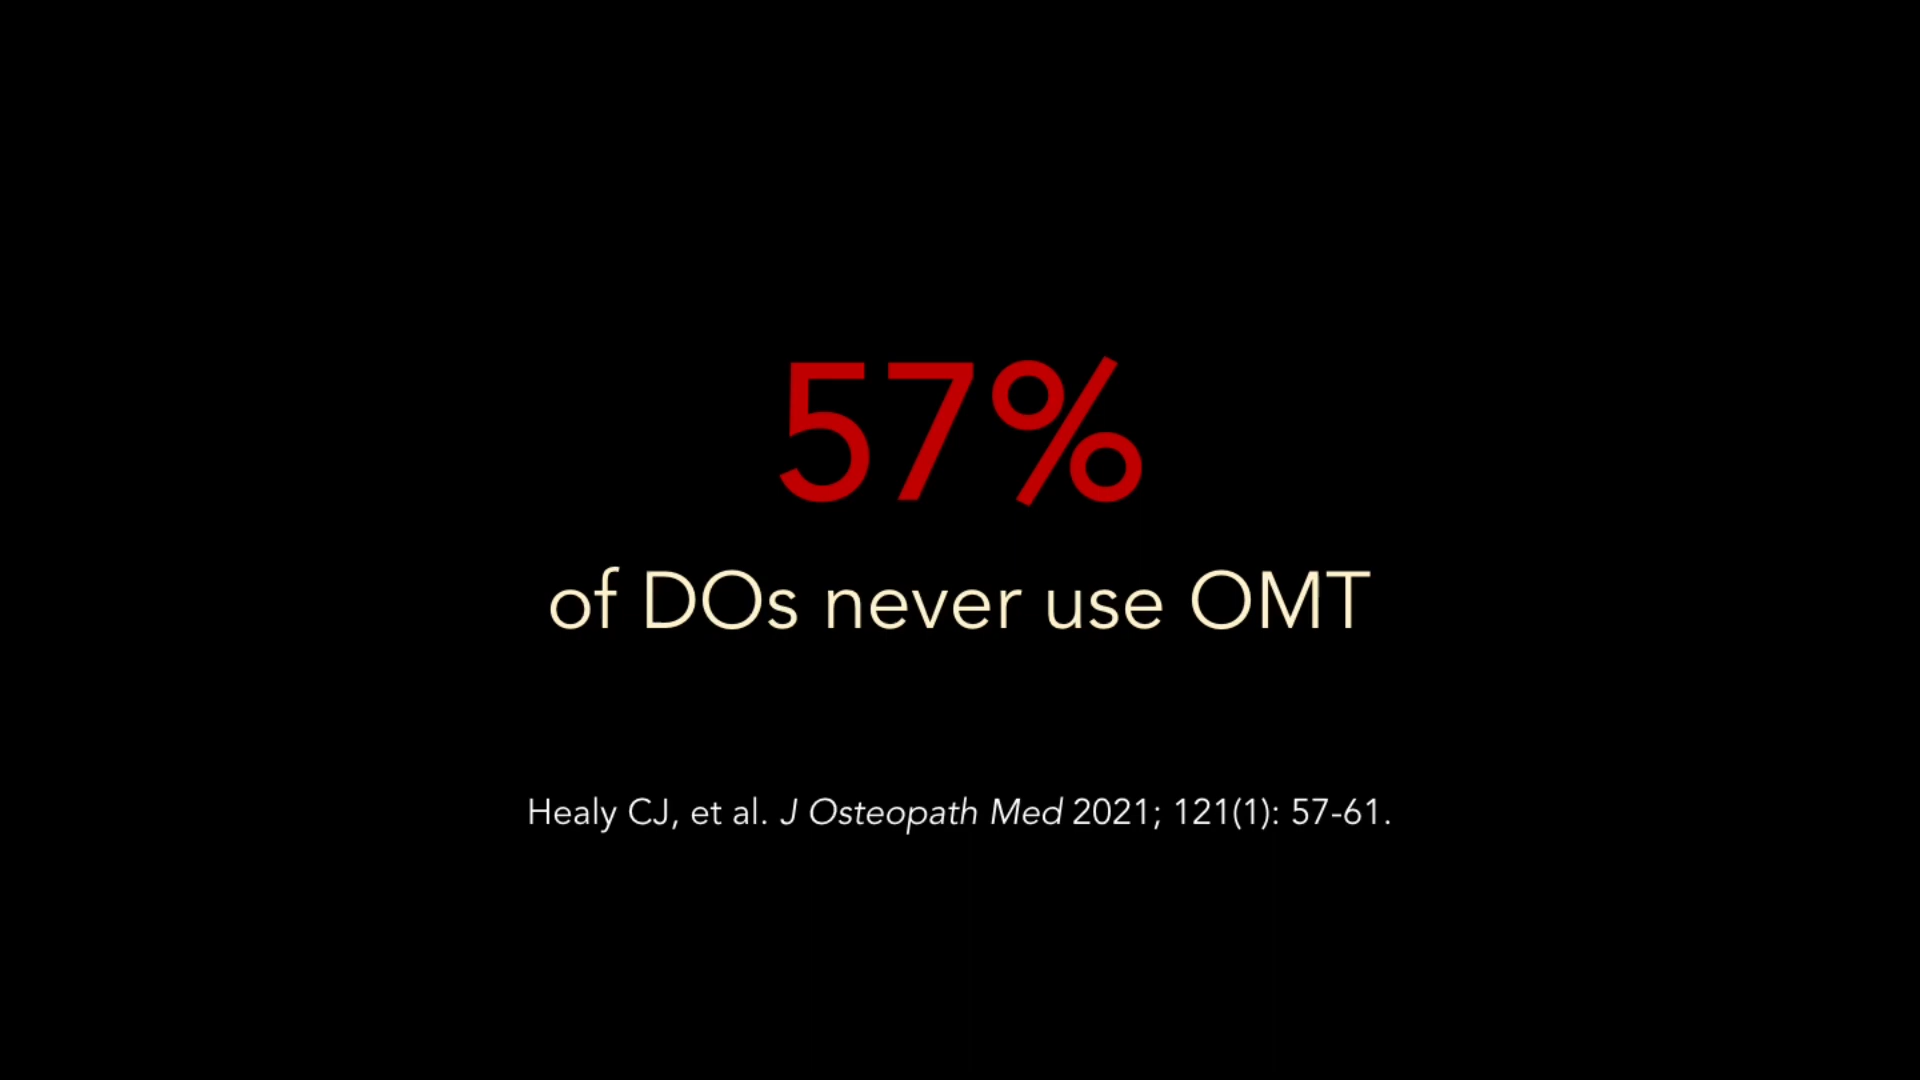 57%
of DOs never use OMT
Healy CJ, et al. J Osteopath Med 2021; 121(1): 57-61.